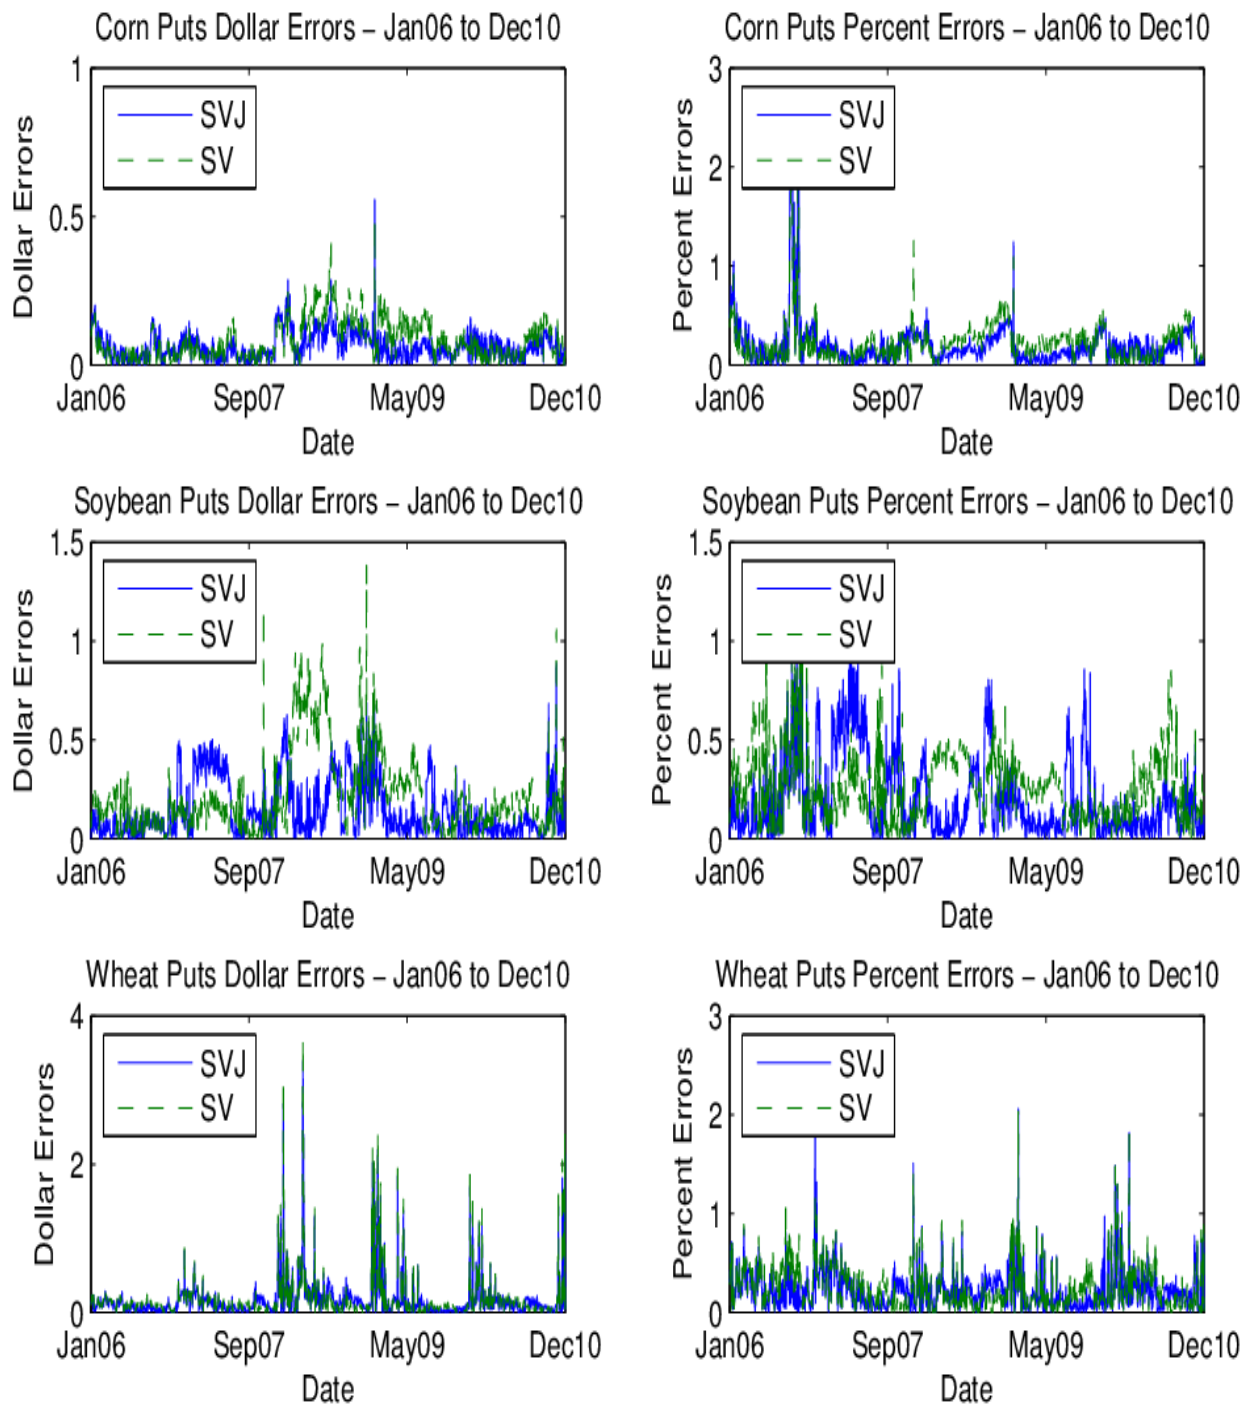 Corn Puts Dollar Errors – Jan06 to Dec10
1
SVJ
SV
0.5
0
Dollar Errors
Jan06 Sep07 May09 Dec10
Date
Corn Puts Percent Errors – Jan06 to Dec10
3
SVJ
SV
2
1
0
Percent Errors
Jan06 Sep07 May09 Dec10
Date
Soybean Puts Dollar Errors – Jan06 to Dec10
1.5
SVJ
SV
1
0.5
0
Dollar Errors
Jan06 Sep07 May09 Dec10
Date
Soybean Puts Percent Errors – Jan06 to Dec10
1.5
SVJ
SV
1
0.5
0
Percent Errors
Jan06 Sep07 May09 Dec10
Date
Wheat Puts Dollar Errors – Jan06 to Dec10
4
SVJ
SV
2
0
Dollar Errors
Jan06 Sep07 May09 Dec10
Date
Wheat Puts Percent Errors – Jan06 to Dec10
3
SVJ
SV
2
1
0
Percent Errors
Jan06 Sep07 May09 Dec10
Date